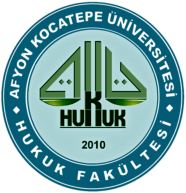 AFYON KOCATEPE ÜNİVERSİTESİ
HUKUK
2010
HUKUK FAKÜLTESİ